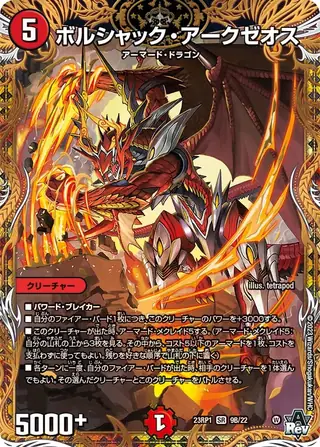 5
ボルシャック・アークゼオス
アーマード・ドラゴン
illus. tetrapod
クリーチャー
■ パワード・ブレイカー
■ 自分のファイアー・バード1枚につき、このクリーチャーのパワーを+3000する。
■ このクリーチャーが出た時、アーマード・メクレイド5する。(アーマード・メクレイド5:
自分の山札の上から3枚を見る。その中から、コスト5以下のアーマードを1枚、コストを
支払わずに使ってもよい。残りを好きな順序で山札の下に置く)
■ 各ターンに一度、自分のファイアー・バードが出た時、相手のクリーチャーを1体選ん
でもよい。その選んだクリーチャーとこのクリーチャーをバトルさせる。
5000+
1
23RP1 SR 9B/22
W
Rev